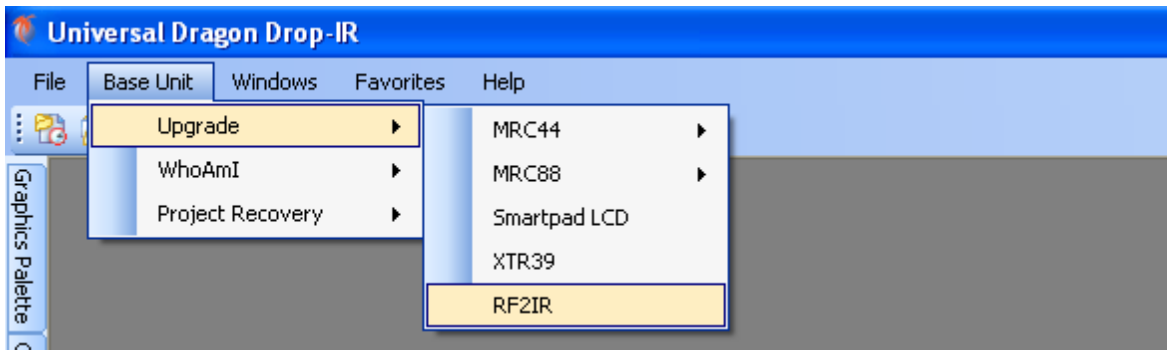 Universal Dragon Drop-IR
File Base Unit Windows Favorites Help
Upgrade
WhoAmI
Project Recovery
MRC44
MRC88
Smartpad LCD
XTR39
RF2IR
Graphics Palette